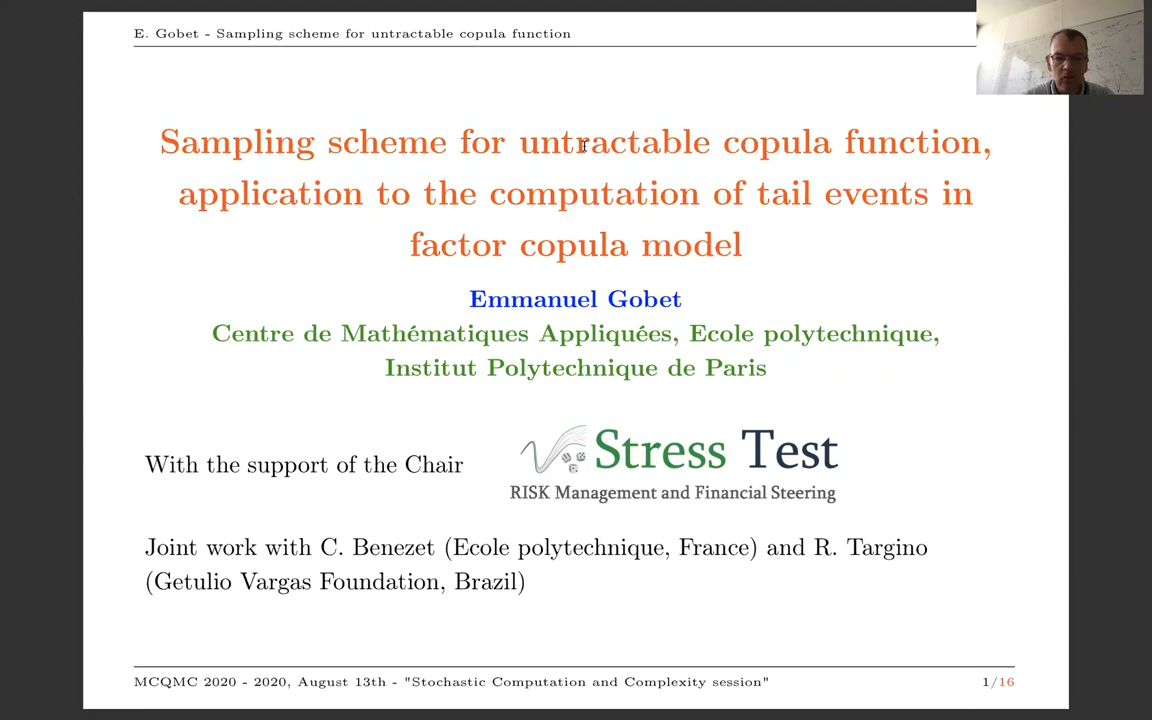 E. Gobet - Sampling scheme for untractable copula function
Sampling scheme for untractable copula function,
application to the computation of tail events in
factor copula model
Emmanuel Gobet
Centre de Mathématiques Appliquées, Ecole polytechnique,
Institut Polytechnique de Paris
With the support of the Chair
Stress Test
RISK Management and Financial Steering
Joint work with C. Benezet (Ecole polytechnique, France) and R. Targino
(Getulio Vargas Foundation, Brazil)
MCQMC 2020 - 2020, August 13th - "Stochastic Computation and Complexity session"
1/16